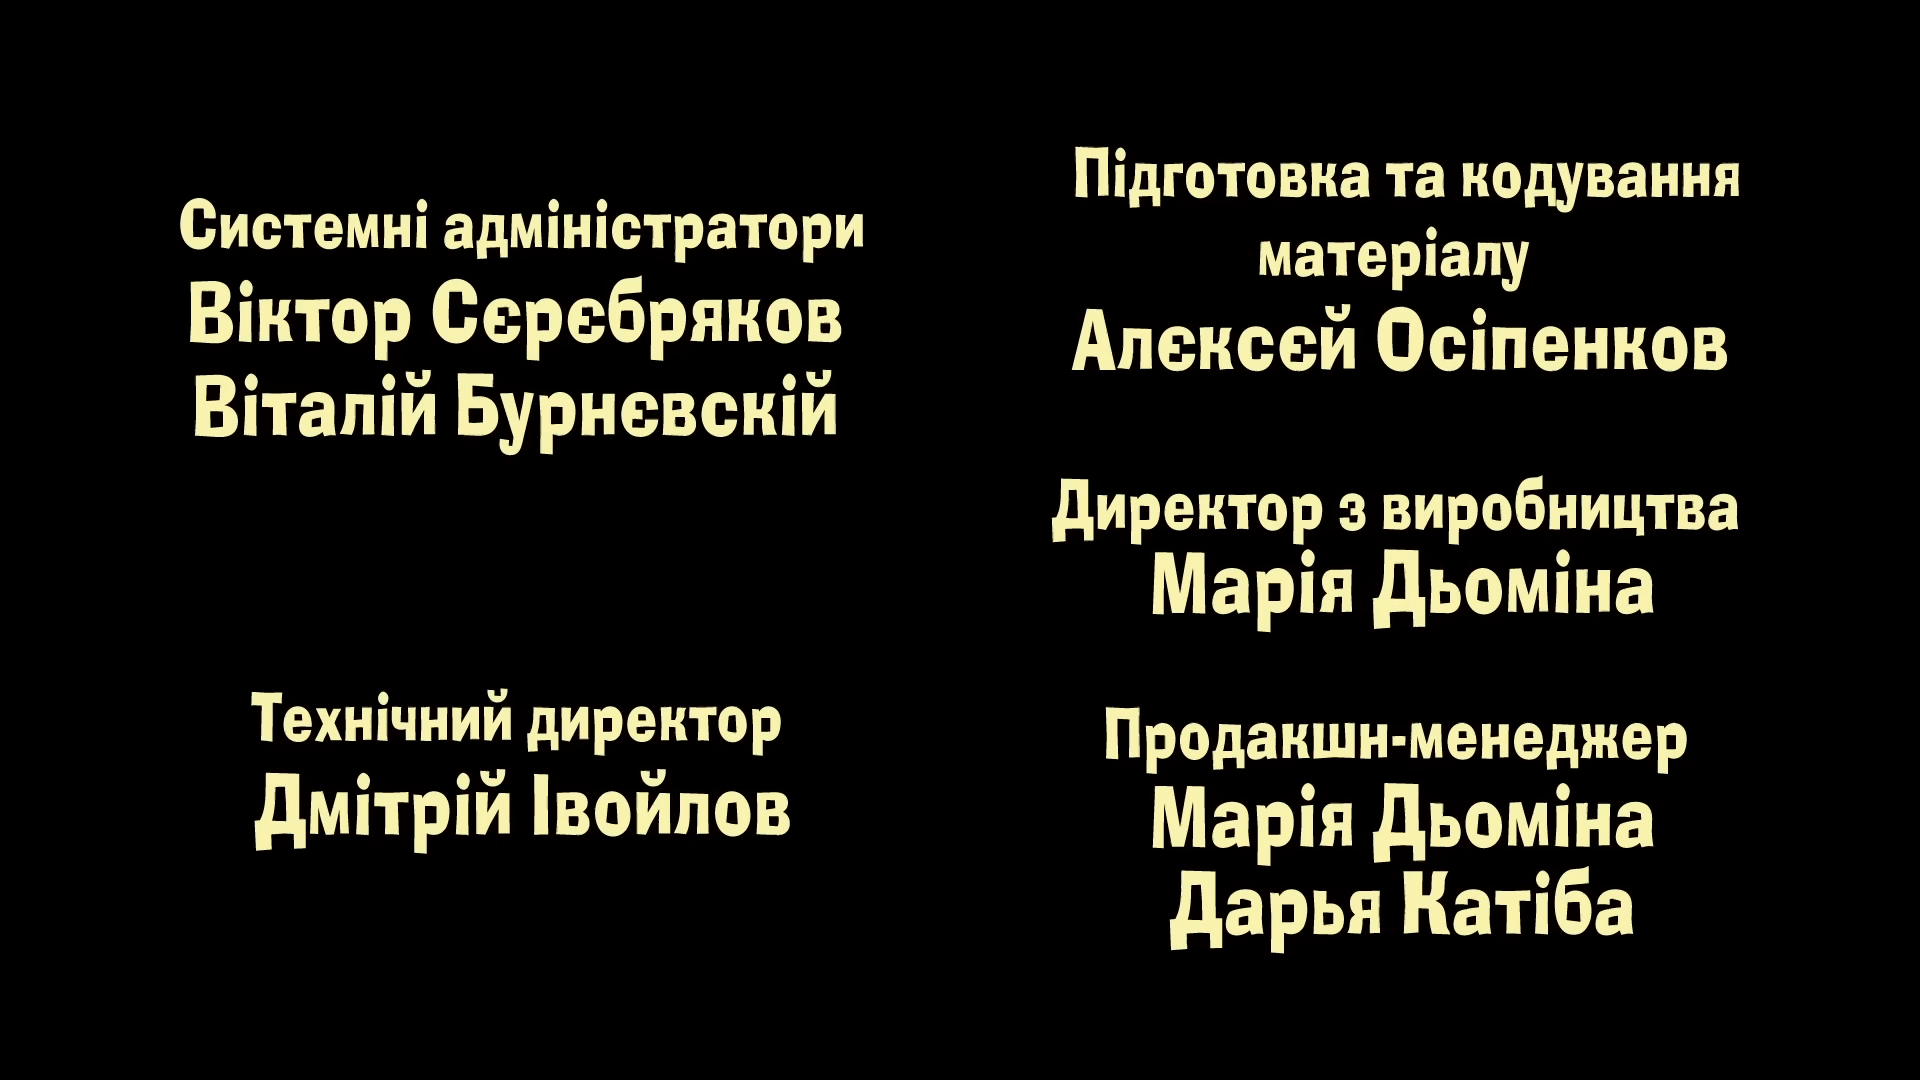 Системні адміністратори
Віктор Сєрєбряков
Віталій Бурнєвскій
Технічний директор
Дмітрій Івойлов
Підготовка та кодування
матеріалу
Алєксєй Осіпенков
Директор з виробництва
Марія Дьоміна
Продакшн-менеджер
Марія Дьоміна
Дарья Катіба